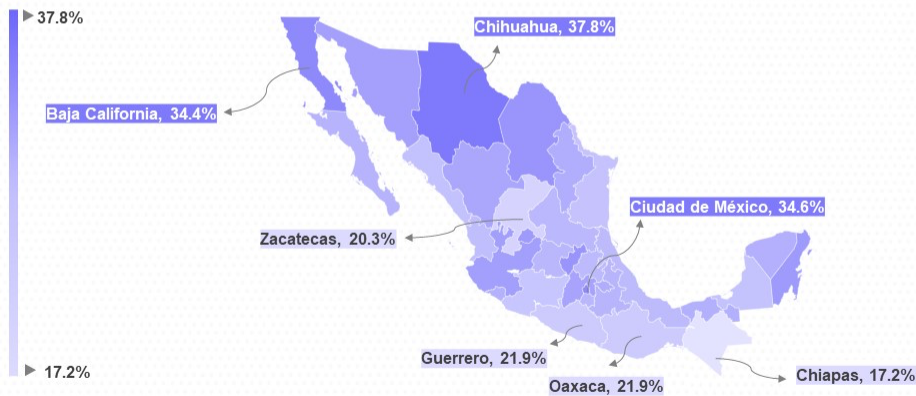 37.8%
Chihuahua, 37.8%
Baja California, 34.4%
Ciudad de México, 34.6%
Zacatecas, 20.3%
Guerrero, 21.9%
17.2%
Chiapas, 17.2%
Oaxaca, 21.9%